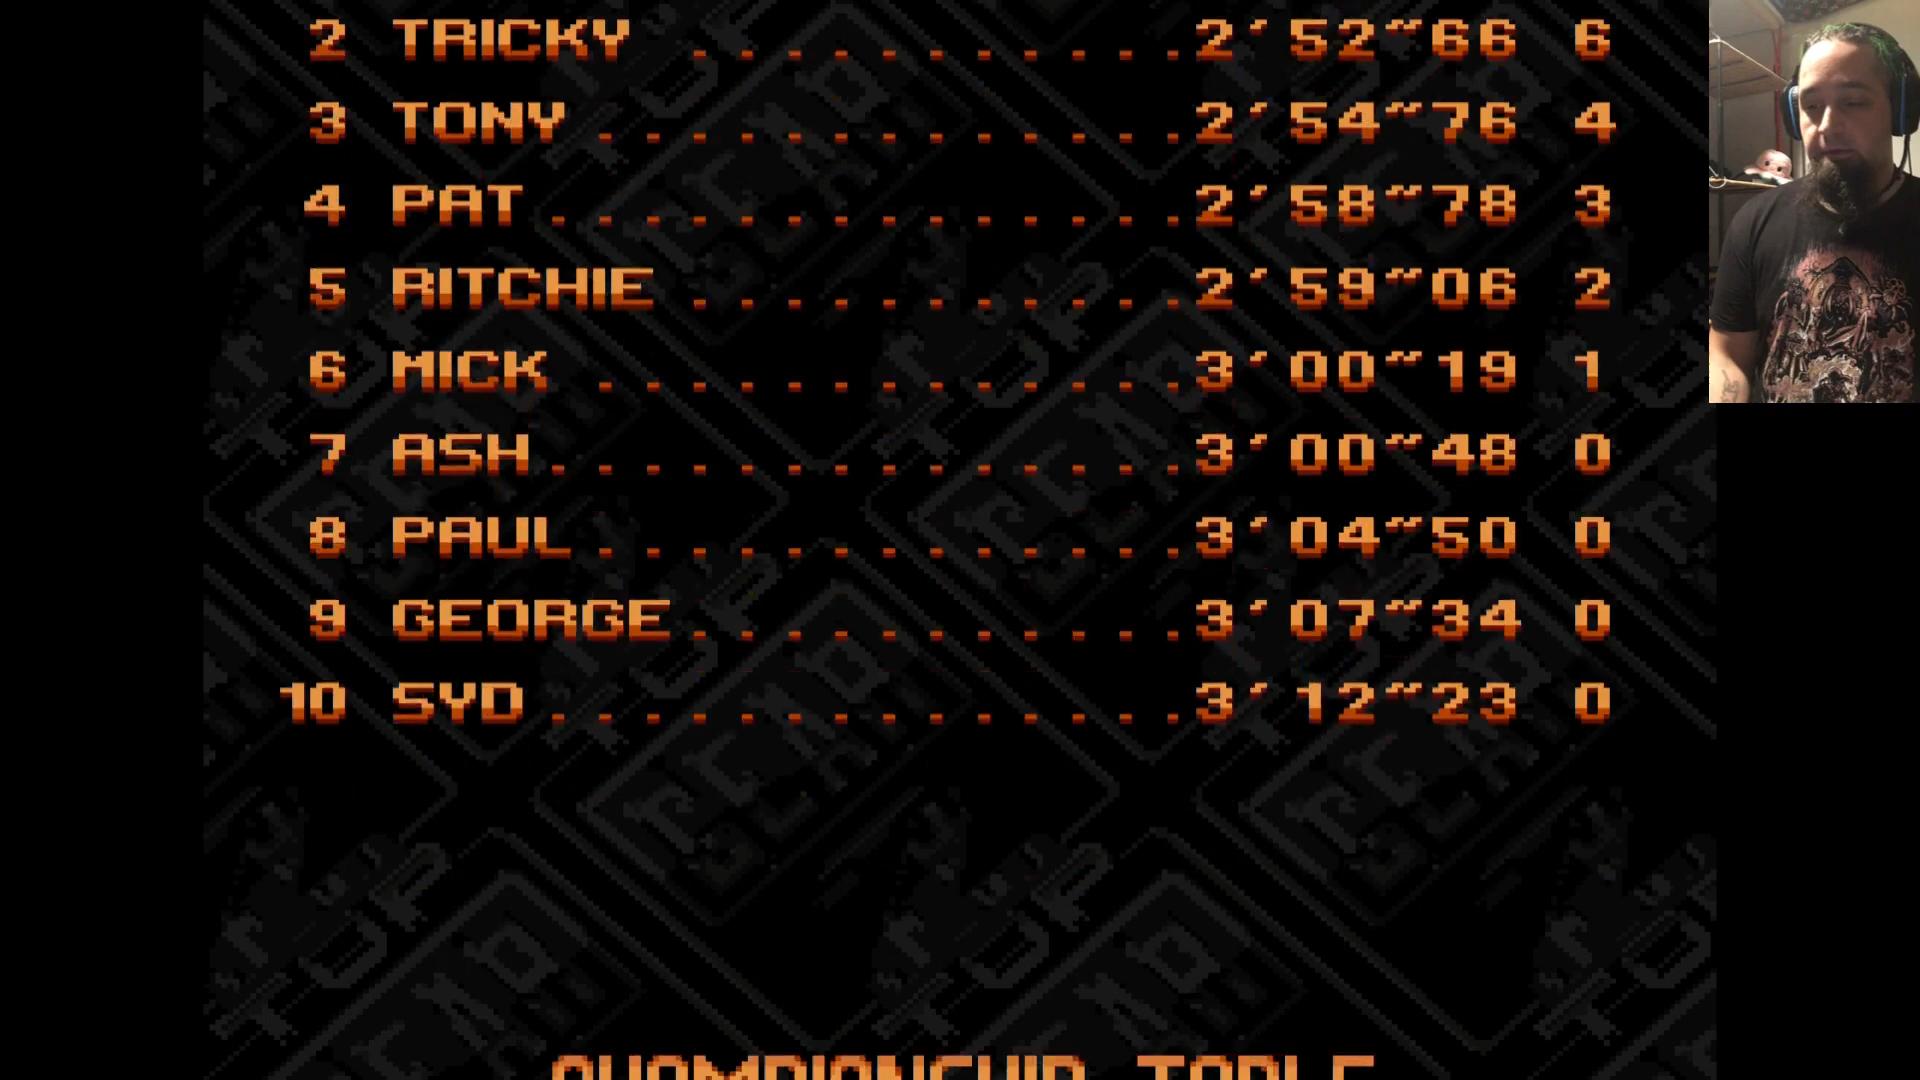 2 TRICKY ...........2'52"66 6
3 TONY .............2'54"76 4
4 PAT ..............2'58"78 3
5 RITCHIE ...........2'59"06 2
6 MICK .............3'00"19 1
7 ASH ..............3'00"48 0
8 PAUL .............3'04"50 0
9 GEORGE ...........3'07"34 0
10 SYD ..............3'12"23 0
CHAMPIONSHIP TABLE